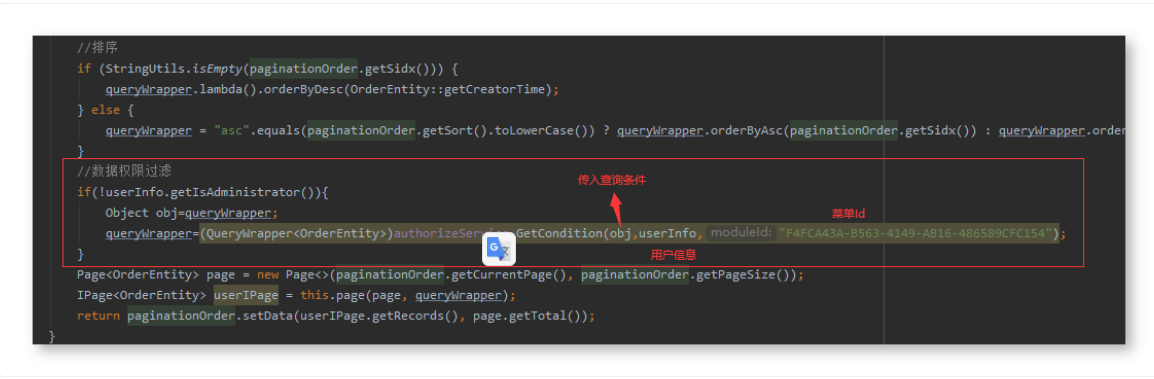 //排序
if (StringUtils.isEmpty(paginationOrder.getSidx())) {
queryWrapper.lambda().orderByDesc(OrderEntity::getCreatorTime);
} else {
queryWrapper = "asc".equals(paginationOrder.getSort().toLowerCase()) ? queryWrapper.orderByAsc(paginationOrder.getSidx()) : queryWrapper.order
}
//数据权限过滤
传入查询条件
if(!userInfo.getIsAdministrator()){
Object obj=queryWrapper;
菜单Id
queryWrapper=(QueryWrapper<OrderEntity>)authorizeSer GetCondition(obj,userInfo, moduleId: "F4FCA43A-B563-4149-AB16-486589CFC154");
}
用户信息
Page<OrderEntity> page = new Page<>(paginationOrder.getCurrentPage(), paginationOrder.getPageSize());
IPage<OrderEntity> userIPage = this.page(page, queryWrapper);
return paginationOrder.setData(userIPage.getRecords(), page.getTotal());
}